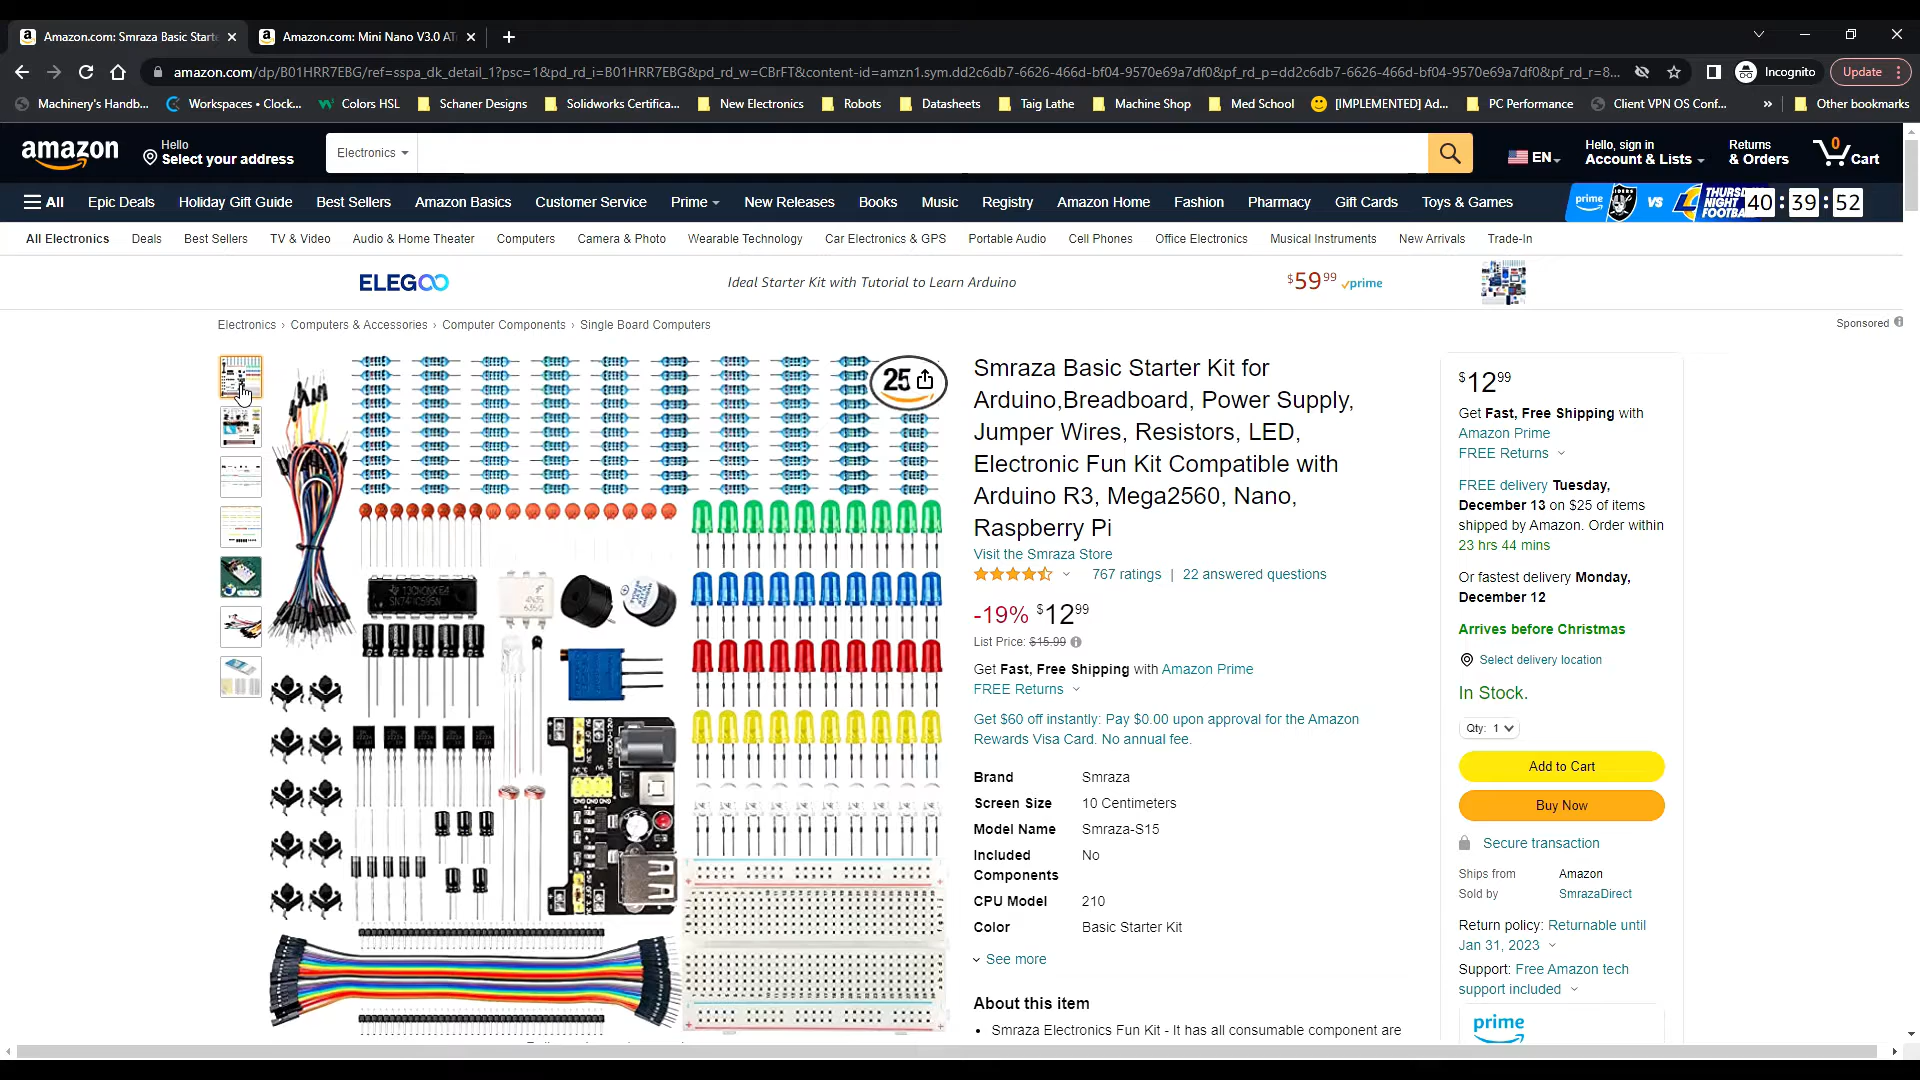 Amazon.com: Smraza Basic Starte
Amazon.com: Mini Nano V3.0 AT
amazon.com/dp/B01HRR7EBG/ref=sspa_dk_detail_1?psc=1&pd_rd_i=B01HRR7EBG&pd_rd_w=CBrFT&content-id=amzn1.sym.dd2c6db7-6626-466d-bf04-9570e69a7df0&pf_rd_p=dd2c6db7-6626-466d-bf04-9570e69a7df0&pf_rd_r=8...
Incognito
Update
Machinery's Handb...
Workspaces • Clock...
Colors HSL
Schaner Designs
Solidworks Certifica...
New Electronics
Robots
Datasheets
Taig Lathe
Machine Shop
Med School
[IMPLEMENTED] Ad...
PC Performance
Client VPN OS Conf...
»
Other bookmarks
amazon
Hello
Select your address
Electronics
EN
Hello, sign in
Account & Lists
Returns
& Orders
0
Cart
All
Epic Deals
Holiday Gift Guide
Best Sellers
Amazon Basics
Customer Service
Prime
New Releases
Books
Music
Registry
Amazon Home
Fashion
Pharmacy
Gift Cards
Toys & Games
prime
VS
40 : 39 : 52
All Electronics
Deals
Best Sellers
TV & Video
Audio & Home Theater
Computers
Camera & Photo
Wearable Technology
Car Electronics & GPS
Portable Audio
Cell Phones
Office Electronics
Musical Instruments
New Arrivals
Trade-In
ELEGOO
Ideal Starter Kit with Tutorial to Learn Arduino
$59 99
prime
Electronics › Computers & Accessories › Computer Components › Single Board Computers
Sponsored
25
Smraza Basic Starter Kit for
Arduino,Breadboard, Power Supply,
Jumper Wires, Resistors, LED,
Electronic Fun Kit Compatible with
Arduino R3, Mega2560, Nano,
Raspberry Pi
Visit the Smraza Store
767 ratings | 22 answered questions
-19% $12 99
List Price: $15.99
Get Fast, Free Shipping with Amazon Prime
FREE Returns
Get $60 off instantly: Pay $0.00 upon approval for the Amazon
Rewards Visa Card. No annual fee.
Brand Smraza
Screen Size 10 Centimeters
Model Name Smraza-S15
Included Components No
CPU Model 210
Color Basic Starter Kit
See more
About this item
• Smraza Electronics Fun Kit - It has all consumable component are
$12 99
Get Fast, Free Shipping with
Amazon Prime
FREE Returns
FREE delivery Tuesday,
December 13 on $25 of items
shipped by Amazon. Order within
23 hrs 44 mins
Or fastest delivery Monday,
December 12
Arrives before Christmas
Select delivery location
In Stock.
Qty: 1
Add to Cart
Buy Now
Secure transaction
Ships from Amazon
Sold by SmrazaDirect
Return policy: Returnable until
Jan 31, 2023
Support: Free Amazon tech
support included
prime